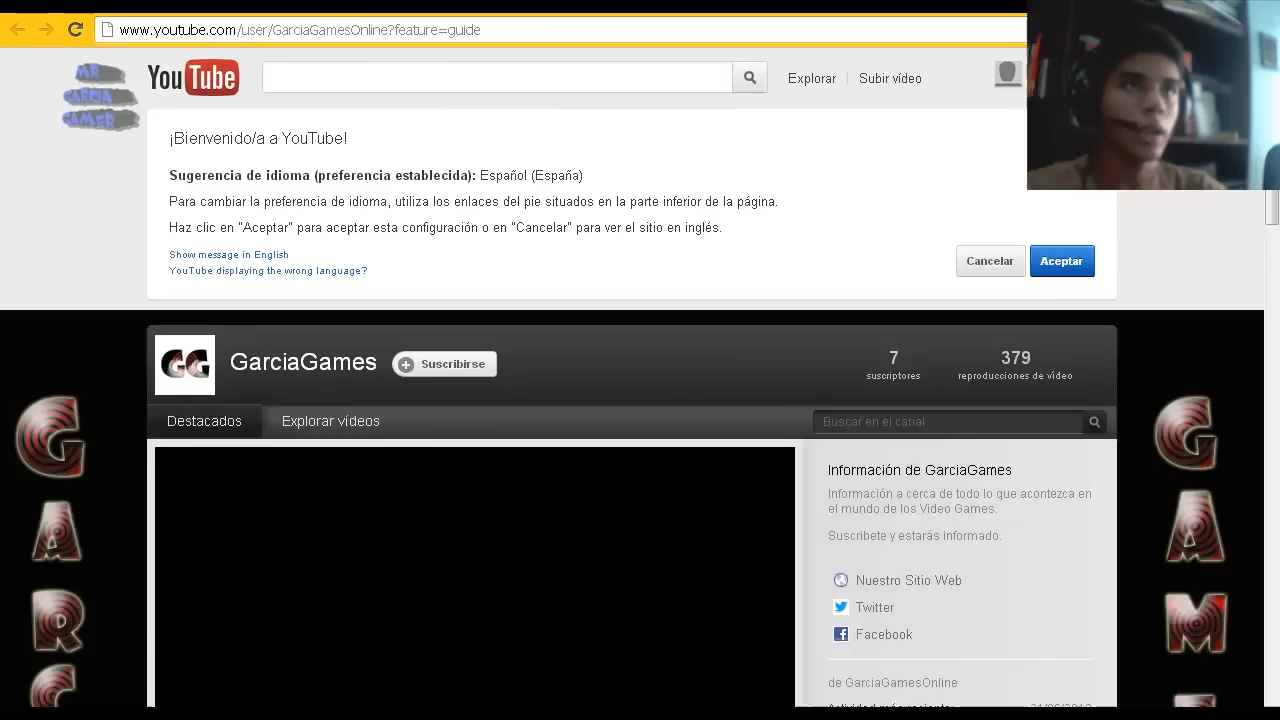 www.youtube.com/user/GarciaGamesOnline?feature=guide
MR
GARCIA
GAMER
YouTube
Explorar
Subir vídeo
¡Bienvenido/a a YouTube!
Sugerencia de idioma (preferencia establecida): Español (España)
Para cambiar la preferencia de idioma, utiliza los enlaces del pie situados en la parte inferior de la página.
Haz clic en "Aceptar" para aceptar esta configuración o en "Cancelar" para ver el sitio en inglés.
Show message in English
YouTube displaying the wrong language?
Cancelar
Aceptar
GG
GarciaGames
Suscribirse
7
suscriptores
379
reproducciones de vídeo
Destacados
Explorar vídeos
Buscar en el canal
Información de GarciaGames
Información a cerca de todo lo que acontezca en
el mundo de los Video Games.
Suscribete y estarás informado.
Nuestro Sitio Web
Twitter
Facebook
de GarciaGamesOnline
Actividad más reciente
G
A
R
C
G
A
M